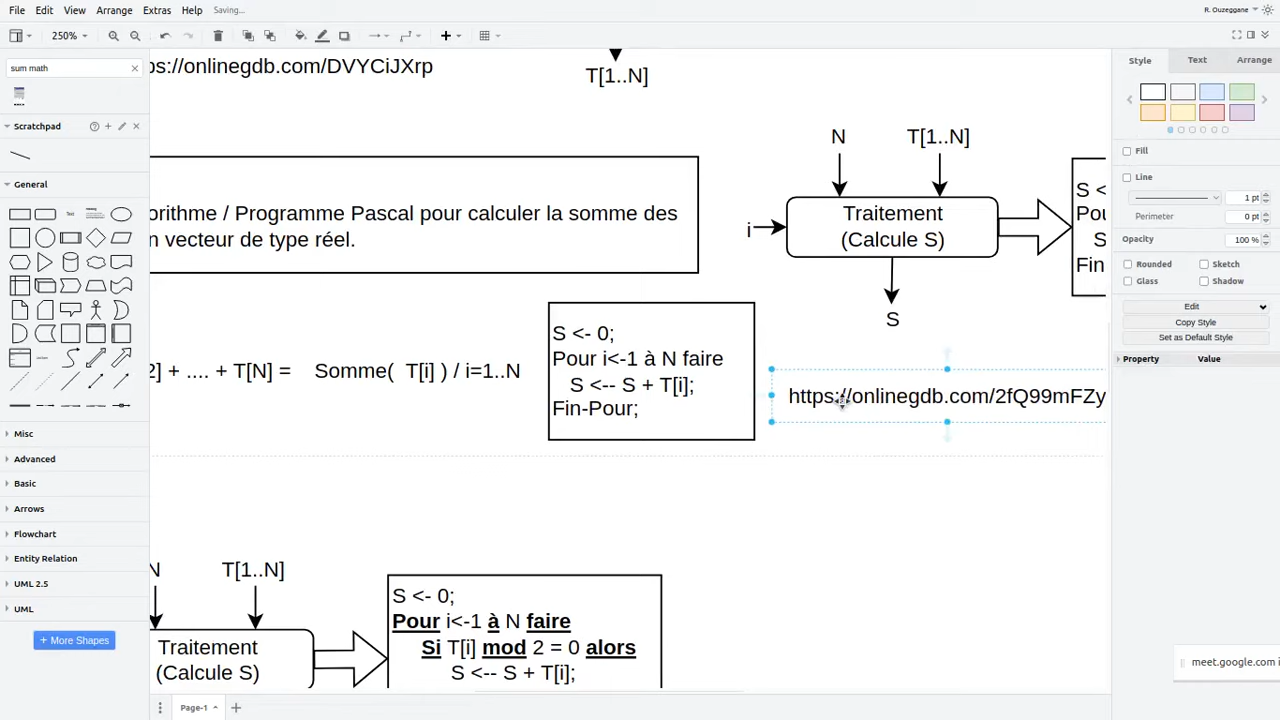 File Edit View Arrange Extras Help Saving... R. Ouzeggane
250%
sum math
Scratchpad
General
Text
Misc
Advanced
Basic
Arrows
Flowchart
Entity Relation
UML 2.5
UML
+ More Shapes
ps://onlinegdb.com/DVYCiJXrp
T[1..N]
orithme / Programme Pascal pour calculer la somme des
n vecteur de type réel.
N T[1..N]
i
Traitement
(Calcule S)
S
S <
Pou
S
Fin
2] + .... + T[N] = Somme( T[i] ) / i=1..N
S <- 0;
Pour i<-1 à N faire
S <-- S + T[i];
Fin-Pour;
https://onlinegdb.com/2fQ99mFZy
N T[1..N]
Traitement
(Calcule S)
S <- 0;
Pour i<-1 à N faire
Si T[i] mod 2 = 0 alors
S <-- S + T[i];
Style Text Arrange
Fill
Line
1 pt
Perimeter 0 pt
Opacity 100 %
Rounded Sketch
Glass Shadow
Edit
Copy Style
Set as Default Style
Property Value
meet.google.com i
Page-1